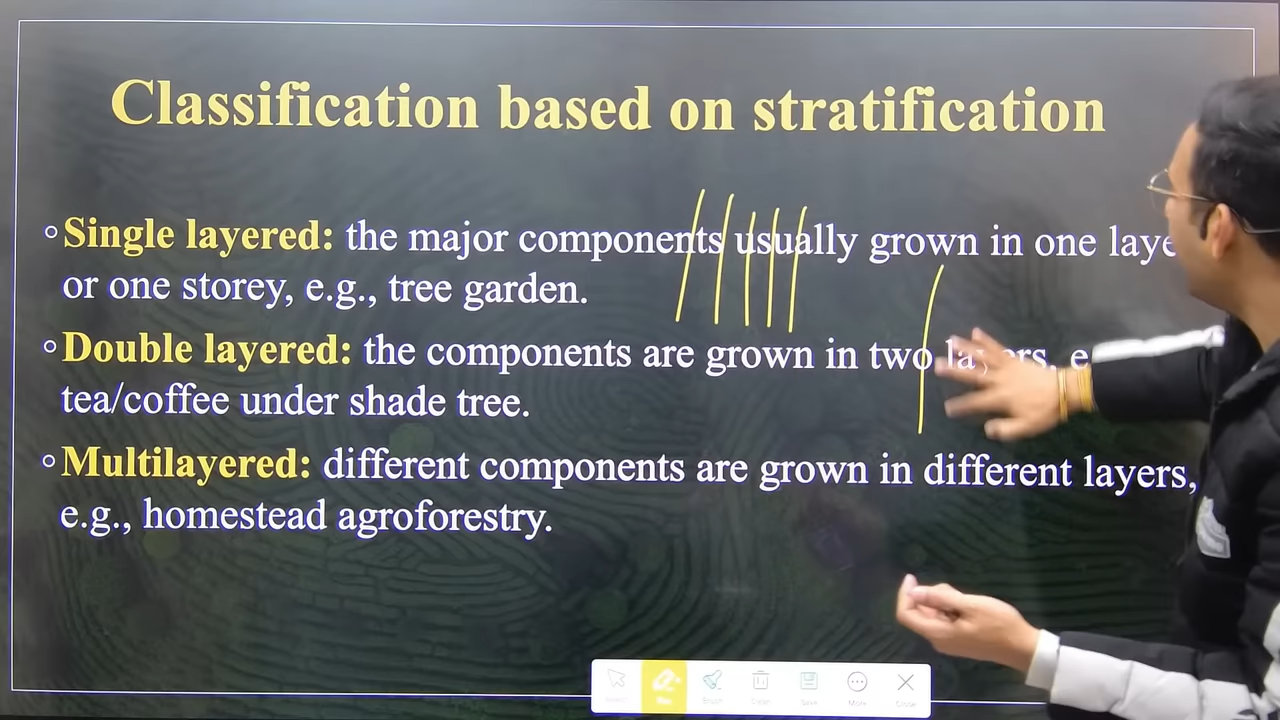 Classification based on stratification
◦Single layered: the major components usually grown in one
or one storey, e.g., tree garden.
◦Double layered: the components are grown in two layers,
tea/coffee under shade tree.
◦Multilayered: different components are grown in different layers,
e.g., homestead agroforestry.